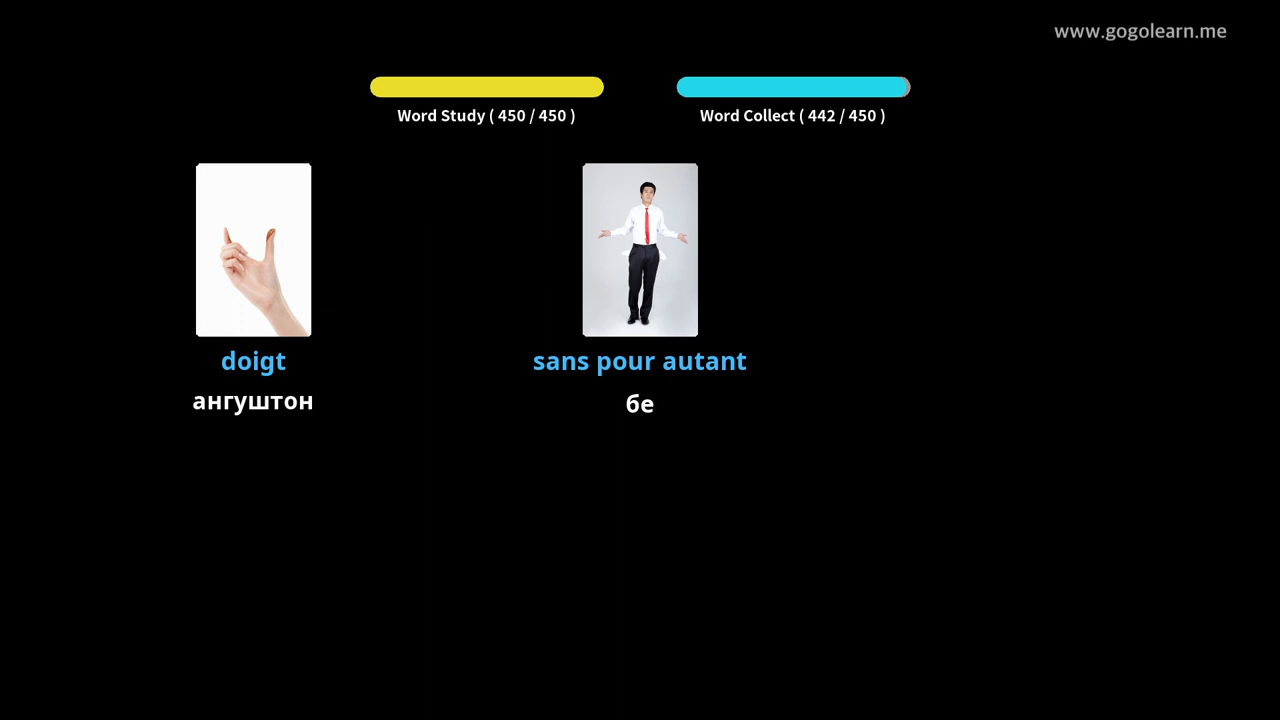 www.gogolearn.me
Word Study ( 450 / 450 )
Word Collect ( 442 / 450 )
doigt
sans pour autant
ангуштон
бе